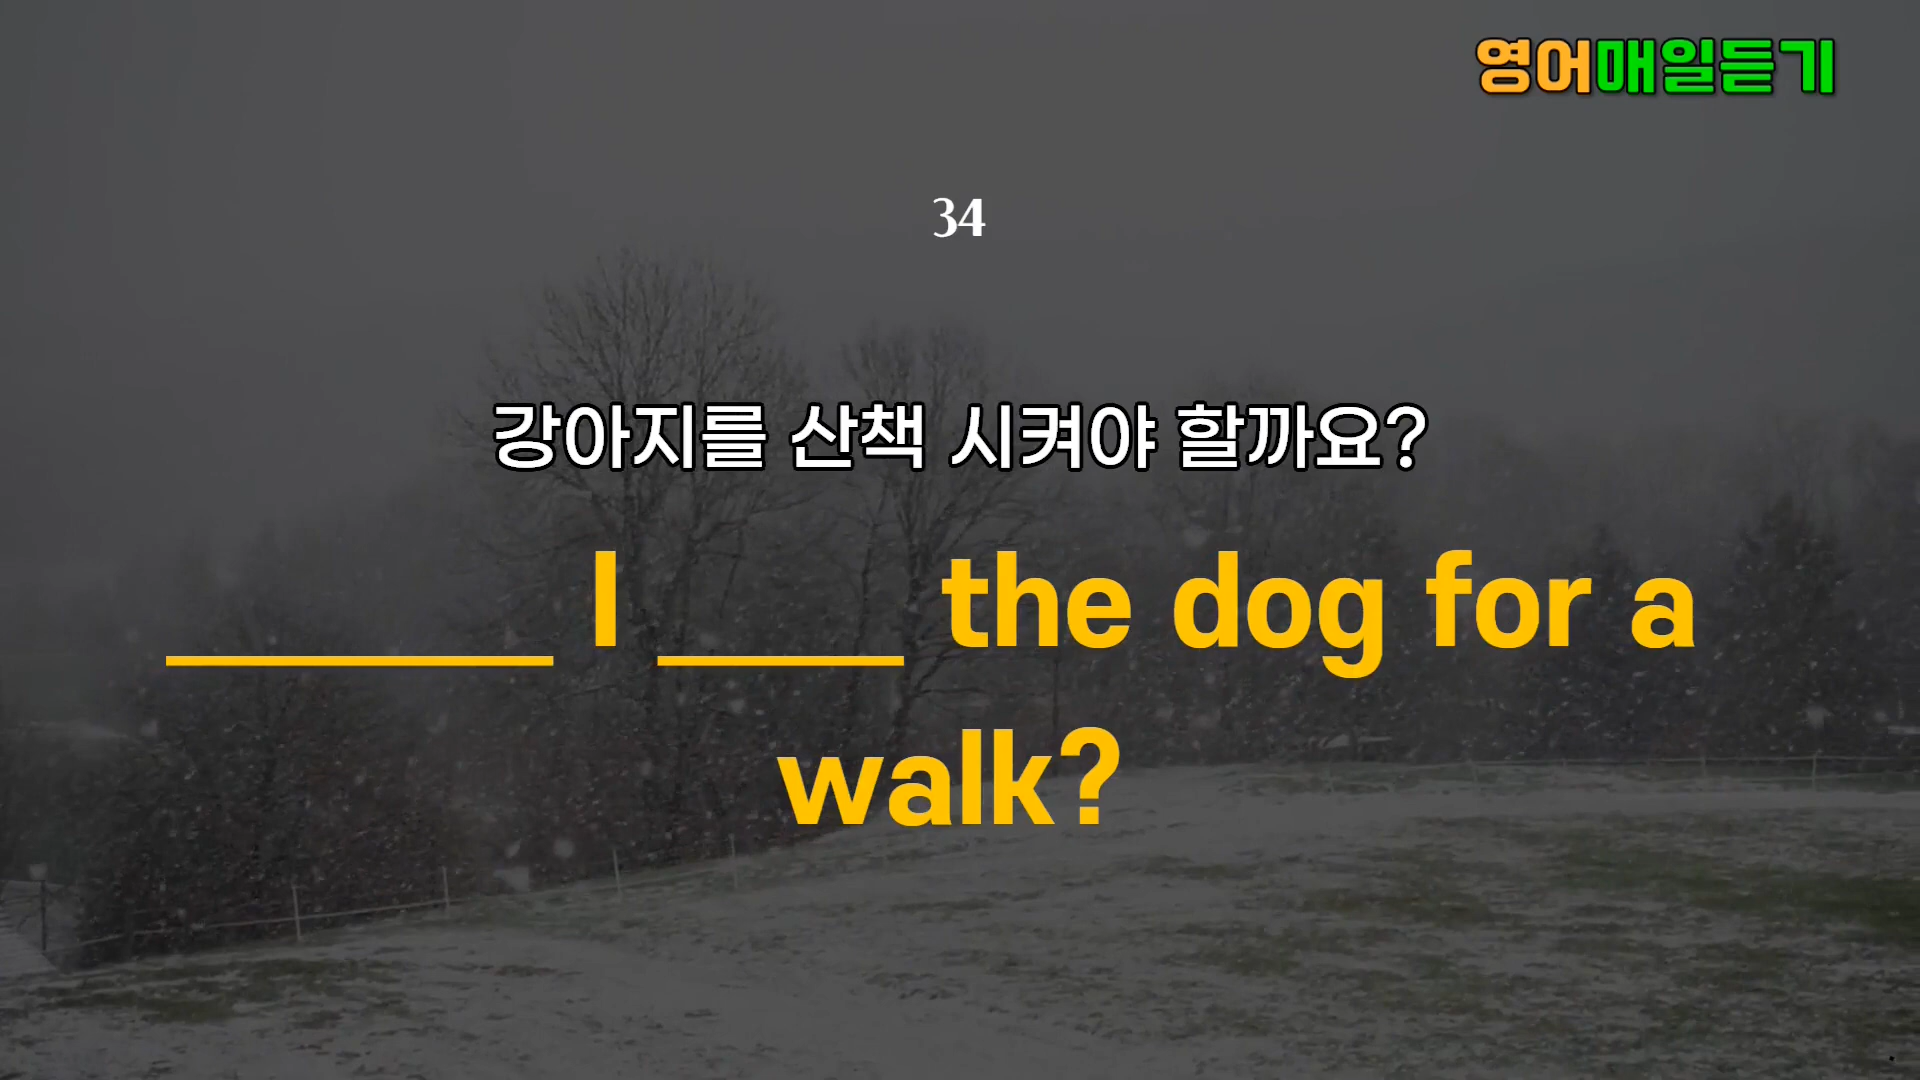 영어매일듣기
34
강아지를 산책 시켜야 할까요?
______ I ____ the dog for a
walk?